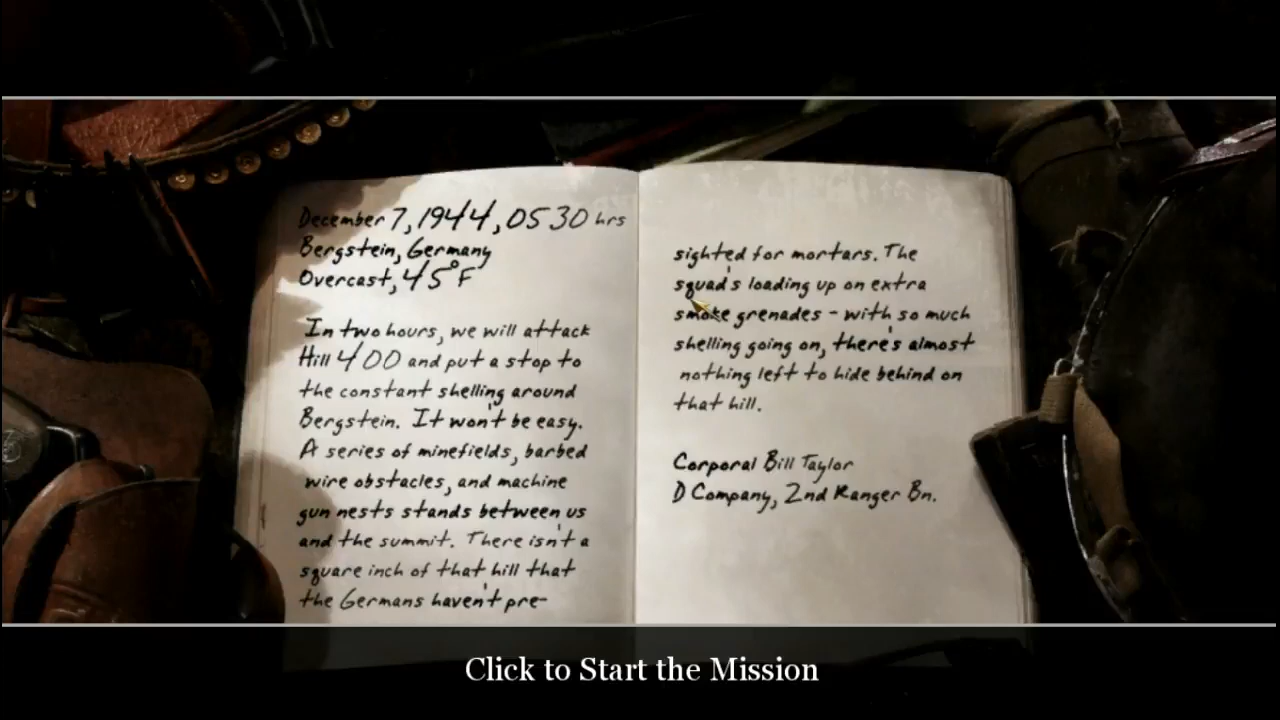 December 7, 1944, 0530 hrs
Bergstein, Germany
Overcast, 45°F
In two hours, we will attack
Hill 400 and put a stop to
the constant shelling around
Bergstein. It won't be easy.
A series of minefields, barbed
wire obstacles, and machine
gun nests stands between us
and the summit. There isn't a
square inch of that hill that
the Germans haven't pre-
sighted for mortars. The
squad's loading up on extra
smoke grenades - with so much
shelling going on, there's almost
nothing left to hide behind on
that hill.
Corporal Bill Taylor
D Company, 2nd Ranger Bn.
Click to Start the Mission